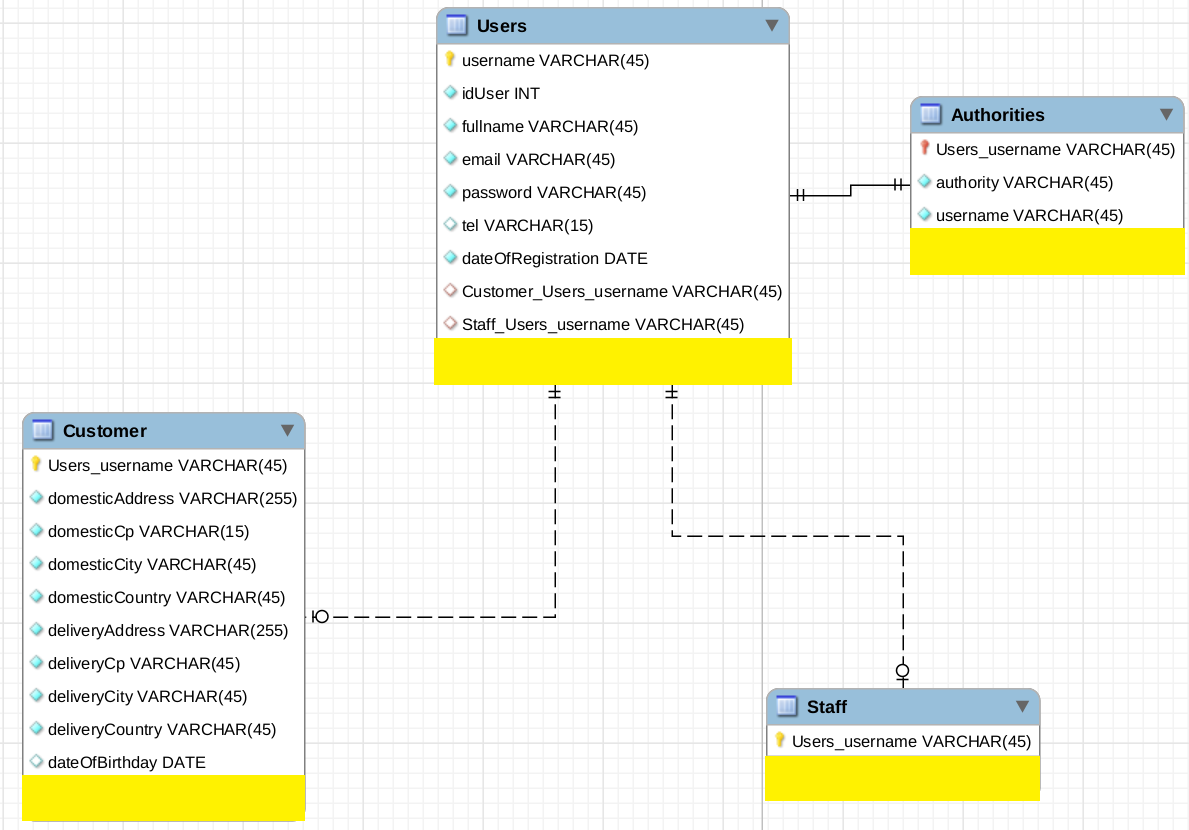 Users
username VARCHAR(45)
idUser INT
fullname VARCHAR(45)
email VARCHAR(45)
password VARCHAR(45)
tel VARCHAR(15)
dateOfRegistration DATE
Customer_Users_username VARCHAR(45)
Staff_Users_username VARCHAR(45)
Authorities
Users_username VARCHAR(45)
authority VARCHAR(45)
username VARCHAR(45)
Customer
Users_username VARCHAR(45)
domesticAddress VARCHAR(255)
domesticCp VARCHAR(15)
domesticCity VARCHAR(45)
domesticCountry VARCHAR(45)
deliveryAddress VARCHAR(255)
deliveryCp VARCHAR(45)
deliveryCity VARCHAR(45)
deliveryCountry VARCHAR(45)
dateOfBirthday DATE
Staff
Users_username VARCHAR(45)